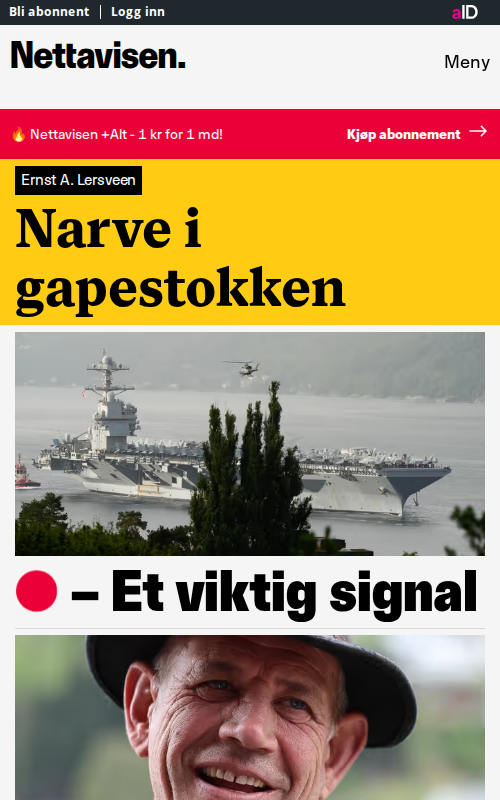 Bli abonnent | Logg inn
aID
Nettavisen.
Meny
🔥 Nettavisen +Alt - 1 kr for 1 md!
Kjøp abonnement →
Ernst A. Lersveen
Narve i
gapestokken
– Et viktig signal